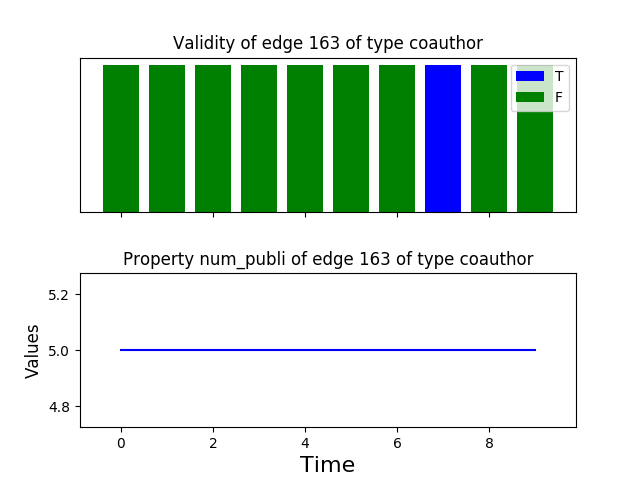 Validity of edge 163 of type coauthor
T
F
Property num_publi of edge 163 of type coauthor
5.2
5.0
4.8
Values
0 2 4 6 8
Time